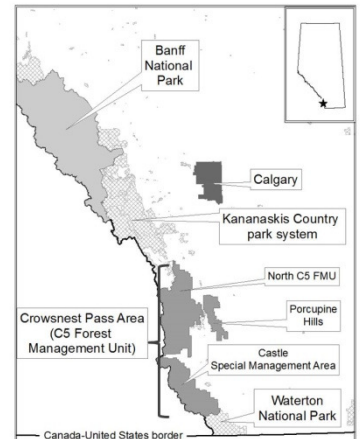 Banff
National
Park
Calgary
Kananaskis Country
park system
North C5 FMU
Crowsnest Pass Area
(C5 Forest
Management Unit)
Porcupine
Hills
Castle
Special Management Area
Waterton
National Park
Canada-United States border